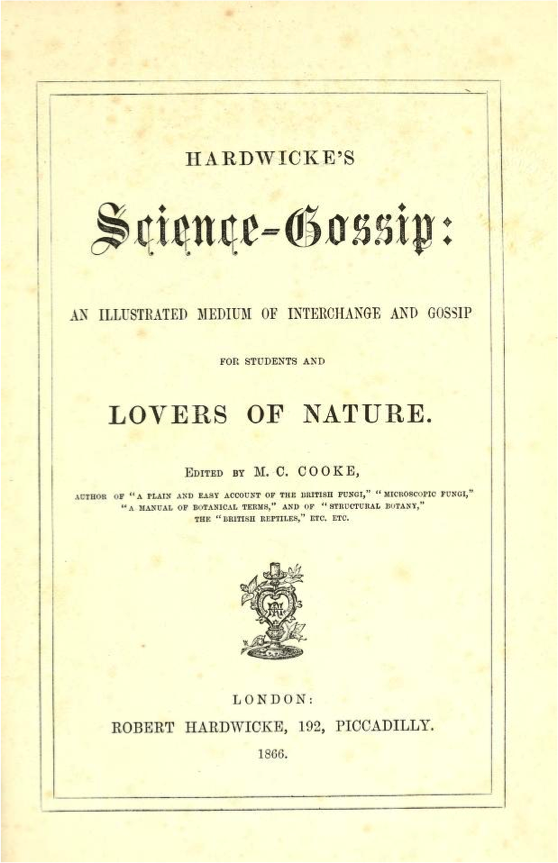 HARDWICKE'S
Science-Gossip:
AN ILLUSTRATED MEDIUM OF INTERCHANGE AND GOSSIP
FOR STUDENTS AND
LOVERS OF NATURE.
EDITED BY M. C. COOKE,
AUTHOR OF "A PLAIN AND EASY ACCOUNT OF THE BRITISH FUNGI," "MICROSCOPIC FUNGI,"
"A MANUAL OF BOTANICAL TERMS," AND OF "STRUCTURAL BOTANY,"
THE "BRITISH REPTILES," ETC. ETC.
LONDON:
ROBERT HARDWICKE, 192, PICCADILLY.
1866.